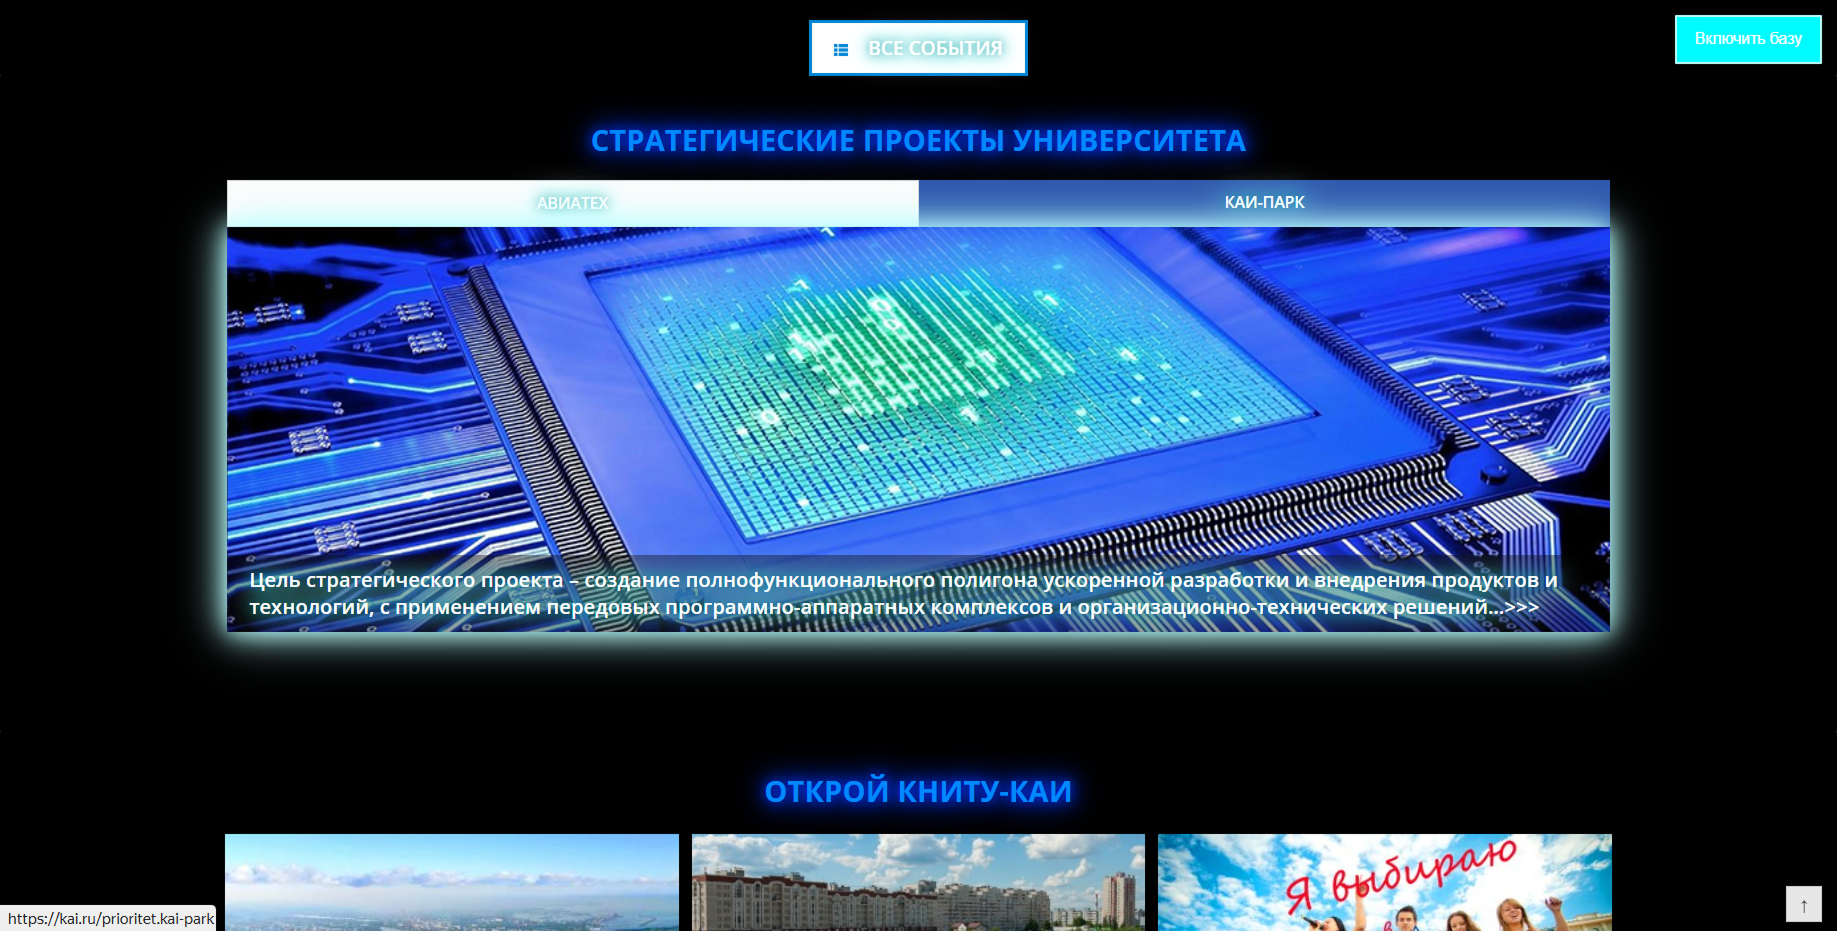 ВСЕ СОБЫТИЯ
Включить базу
СТРАТЕГИЧЕСКИЕ ПРОЕКТЫ УНИВЕРСИТЕТА
АВИАТЕХ
КАИ-ПАРК
Цель стратегического проекта – создание полнофункционального полигона ускоренной разработки и внедрения продуктов и
технологий, с применением передовых программно-аппаратных комплексов и организационно-технических решений...>>>
ОТКРОЙ КНИТУ-КАИ
Я выбираю
в
https://kai.ru/prioritet.kai-park
↑